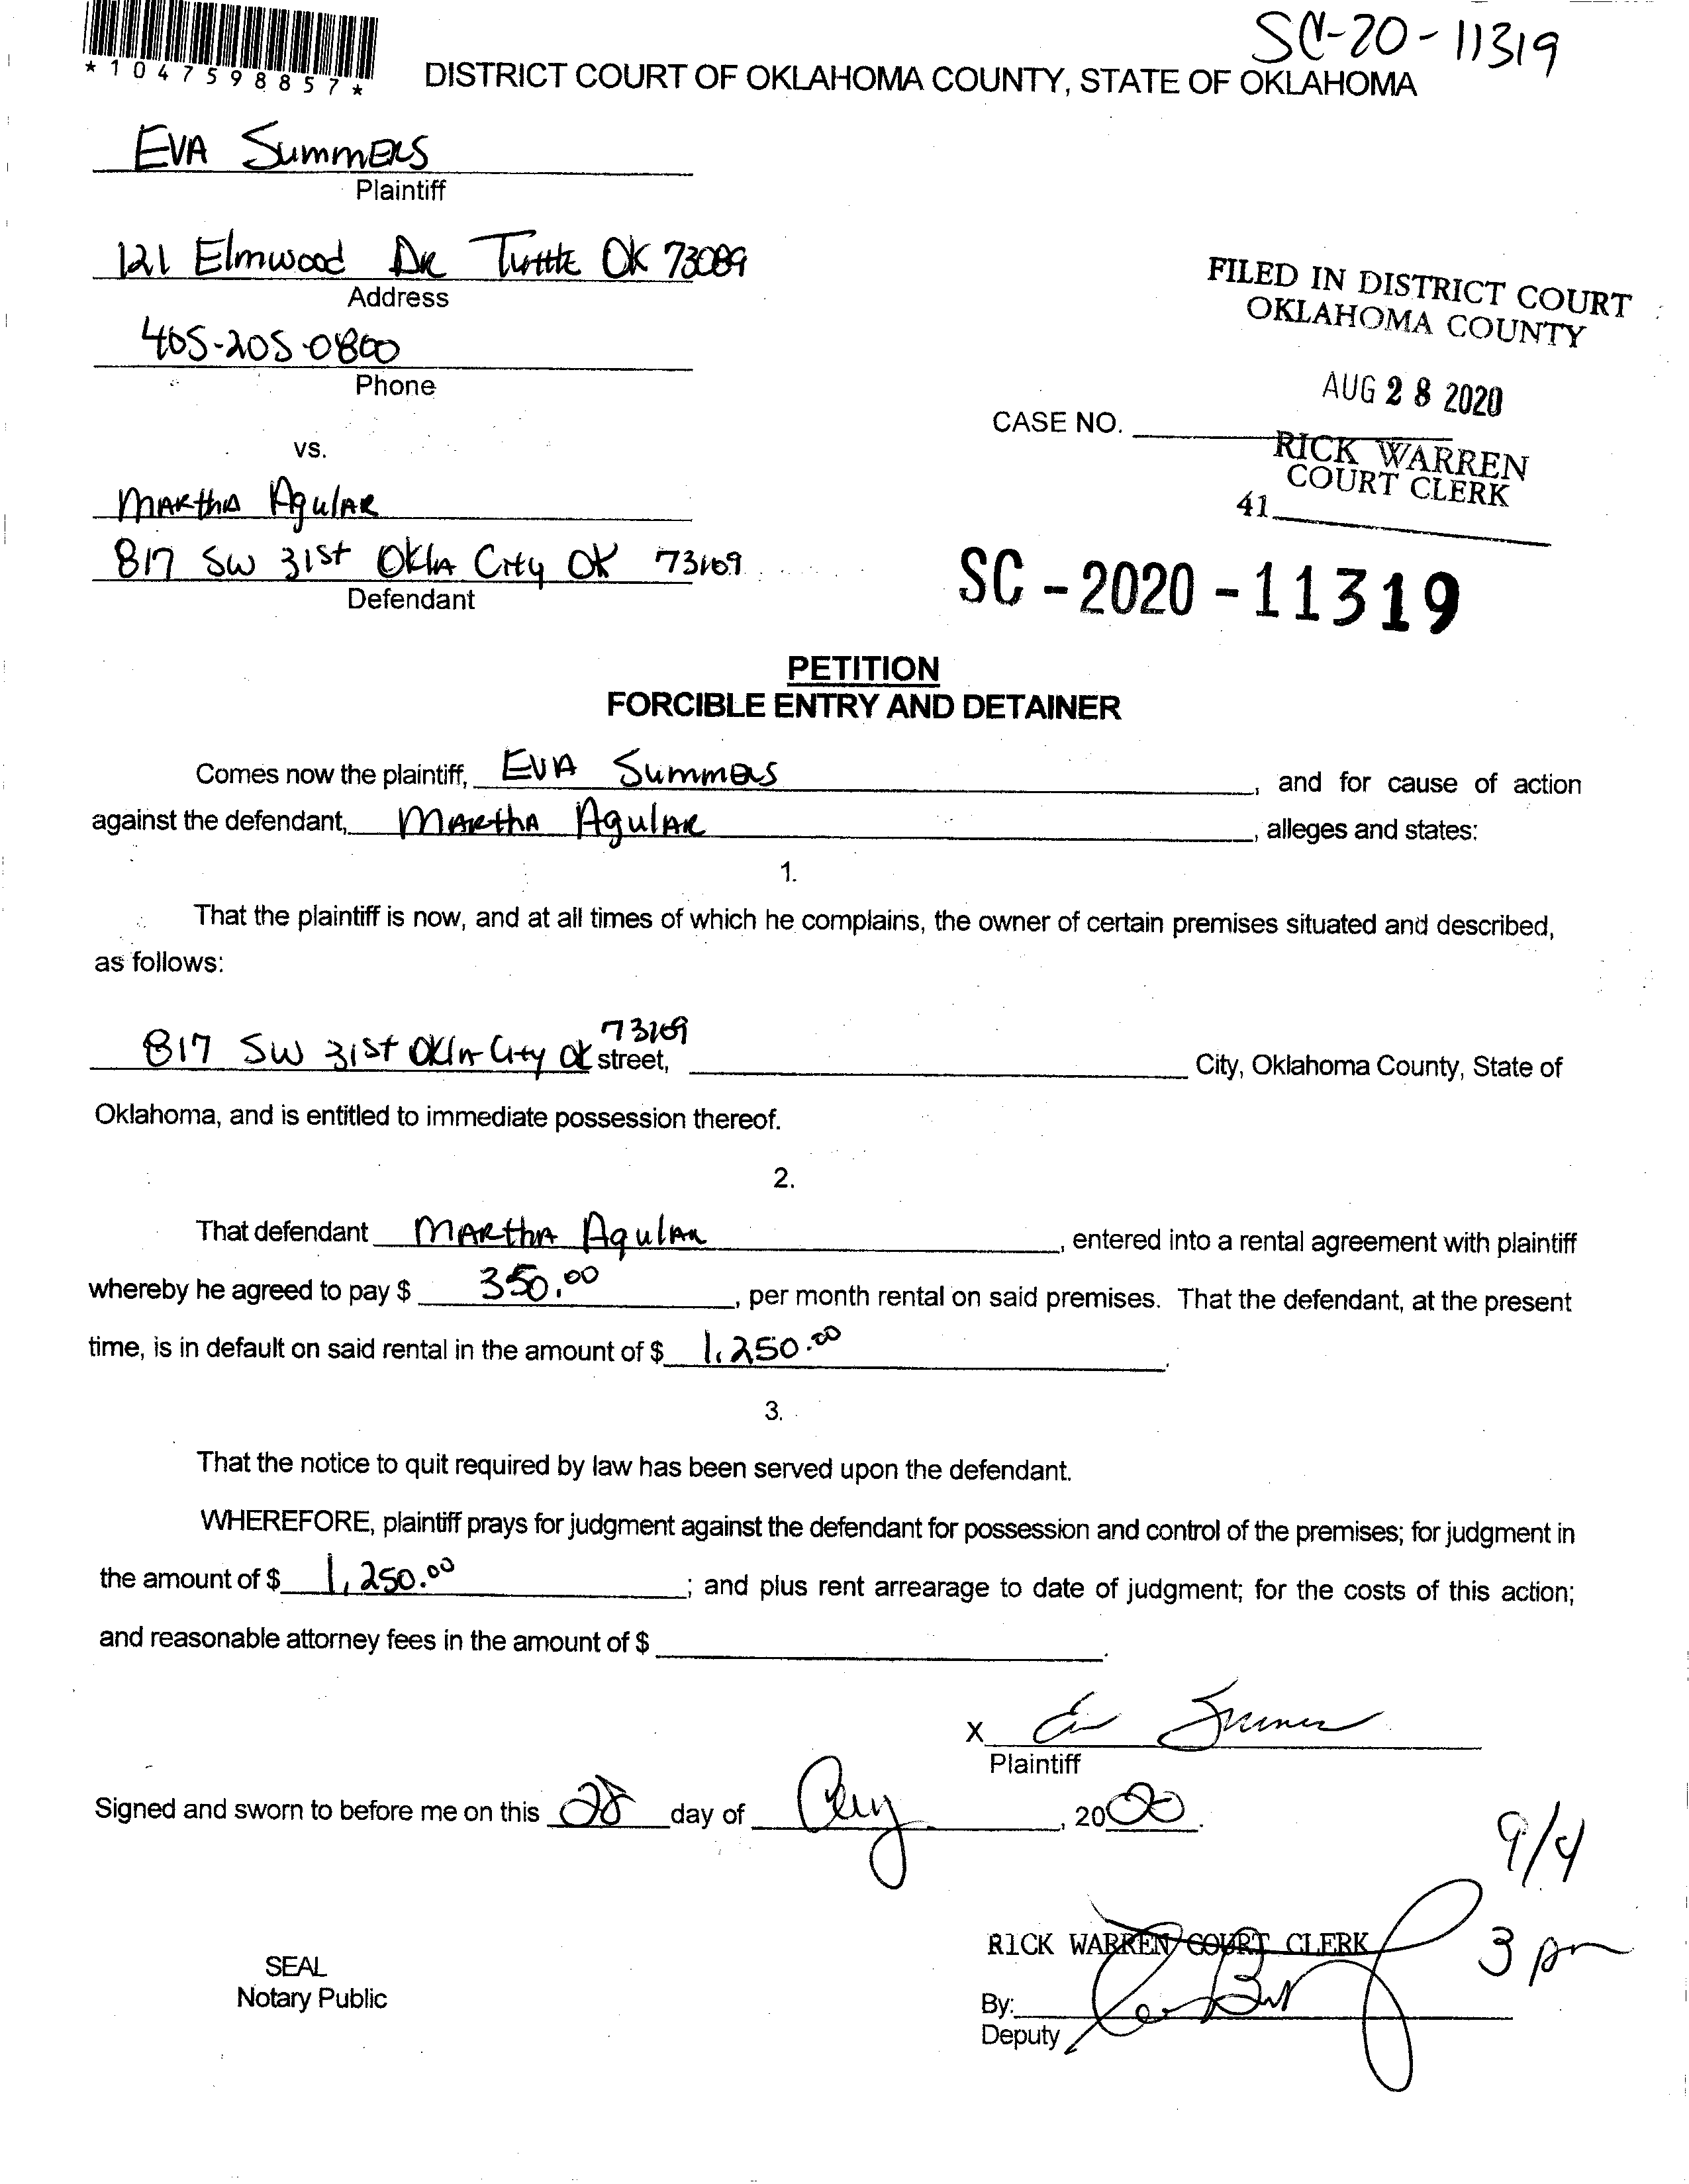 SC-20-11319
*1047598857*
DISTRICT COURT OF OKLAHOMA COUNTY, STATE OF OKLAHOMA
EVA Summers
Plaintiff
121 Elmwood DR Tuttle OK 73089
Address
405-205-0800
Phone
FILED IN DISTRICT COURT
OKLAHOMA COUNTY
AUG 28 2020
CASE NO.
RICK WARREN
COURT CLERK
41
vs.
MARthA AgulAR
817 SW 31st OklA City OK 73109
Defendant
SC-2020-11319
PETITION
FORCIBLE ENTRY AND DETAINER
Comes now the plaintiff, EVA Summers, and for cause of action
against the defendant, MARthA AgulAR, alleges and states:
1.
That the plaintiff is now, and at all times of which he complains, the owner of certain premises situated and described,
as follows:
73109
817 SW 31st OklA City OK street, City, Oklahoma County, State of
Oklahoma, and is entitled to immediate possession thereof.
2.
That defendant MARthA AgulAR, entered into a rental agreement with plaintiff
whereby he agreed to pay $ 350.00, per month rental on said premises. That the defendant, at the present
time, is in default on said rental in the amount of $ 1,250.00.
3.
That the notice to quit required by law has been served upon the defendant.
WHEREFORE, plaintiff prays for judgment against the defendant for possession and control of the premises; for judgment in
the amount of $ 1,250.00; and plus rent arrearage to date of judgment; for the costs of this action;
and reasonable attorney fees in the amount of $ .
X Eva Summers
Plaintiff
Signed and sworn to before me on this 28 day of Aug, 2020.
9/4
3 pm
RICK WARREN COURT CLERK
SEAL
Notary Public
By:
Deputy